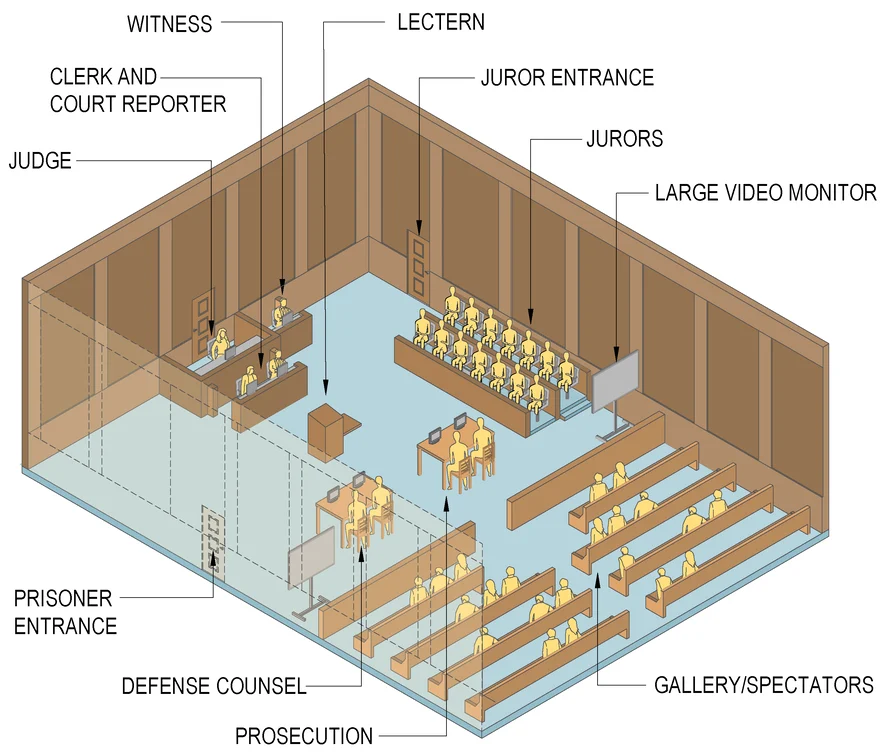 WITNESS
LECTERN
CLERK AND
COURT REPORTER
JUROR ENTRANCE
JURORS
JUDGE
LARGE VIDEO MONITOR
PRISONER
ENTRANCE
DEFENSE COUNSEL
GALLERY/SPECTATORS
PROSECUTION